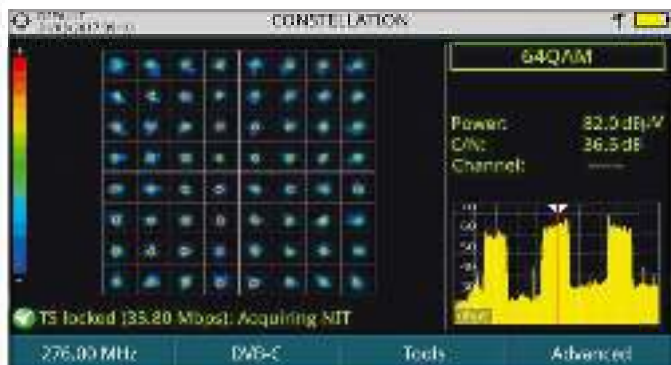 CONSTELLATION
64QAM
Power: 82.0 dBµV
C/N: 36.5 dB
Channel: -----
TS locked (35.80 Mbps): Acquiring NIT
276.00 MHz DVB-C Tools Advanced